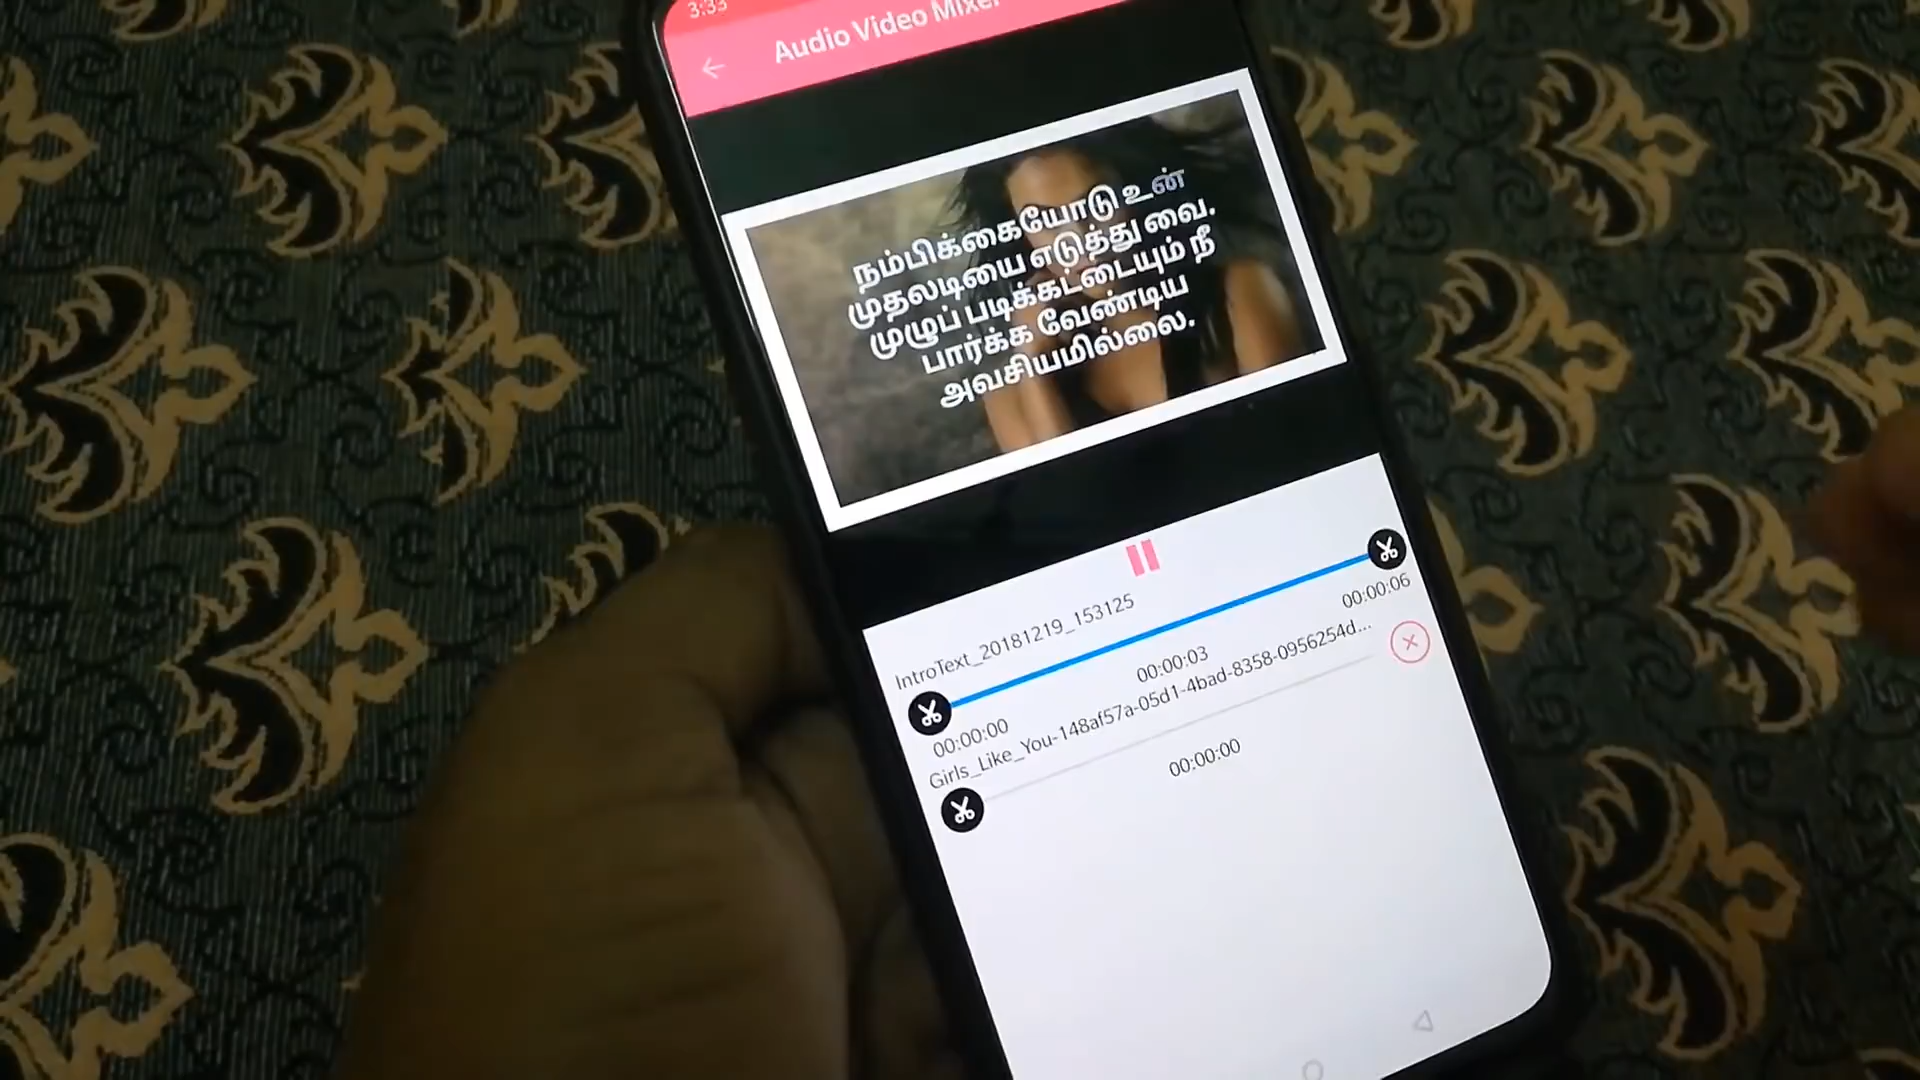 3:33
Audio Video Mixer
நம்பிக்கையோடு உன்
முதலடியை எடுத்து வை.
முழுப் படிக்கட்டையும் நீ
பார்க்க வேண்டிய
அவசியமில்லை.
IntroText_20181219_153125
00:00:00 00:00:03 00:00:06
Girls_Like_You-148af57a-05d1-4bad-8358-0956254d...
00:00:00